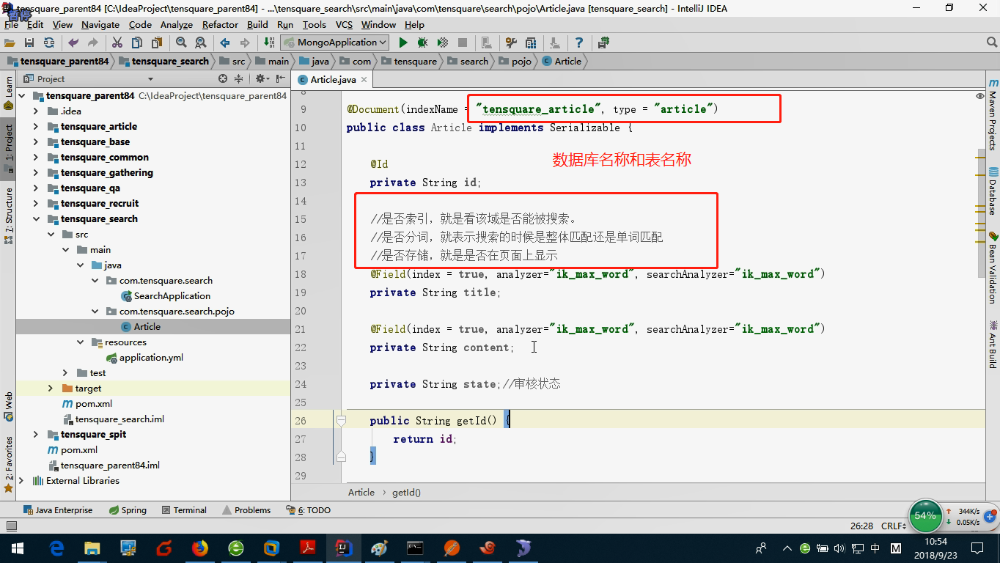 tensquare_parent84 [C:\IdeaProject\tensquare_parent84] - ...\tensquare_search\src\main\java\com\tensquare\search\pojo\Article.java [tensquare_search] - IntelliJ IDEA
暂停
File Edit View Navigate Code Analyze Refactor Build Run Tools VCS Window Help
MongoApplication
tensquare_parent84 tensquare_search src main java com tensquare search pojo Article
Project
Article.java
Learn
1: Project
7: Structure
Web
2: Favorites
tensquare_parent84 C:\IdeaProject\tensquare_parent84
.idea
tensquare_article
tensquare_base
tensquare_common
tensquare_gathering
tensquare_qa
tensquare_recruit
tensquare_search
src
main
java
com.tensquare.search
SearchApplication
com.tensquare.search.pojo
Article
resources
application.yml
test
target
pom.xml
tensquare_search.iml
tensquare_spit
pom.xml
tensquare_parent84.iml
External Libraries
8
9 @Document(indexName = "tensquare_article", type = "article")
10 public class Article implements Serializable {
11
12 @Id
数据库名称和表名称
13 private String id;
14
15 //是否索引，就是看该域是否能被搜索。
16 //是否分词，就表示搜索的时候是整体匹配还是单词匹配
17 //是否存储，就是是否在页面上显示
18 @Field(index = true, analyzer="ik_max_word", searchAnalyzer="ik_max_word")
19 private String title;
20
21 @Field(index = true, analyzer="ik_max_word", searchAnalyzer="ik_max_word")
22 private String content;
23
24 private String state;//审核状态
25
26 public String getId() {
27 return id;
28 }
29
Article › getId()
Maven Projects
Database
Bean Validation
Ant Build
Java Enterprise Spring Terminal Problems 6: TODO
26:28 CRLF
54% 344K/s
0.05K/s
中 M
10:54
2018/9/23